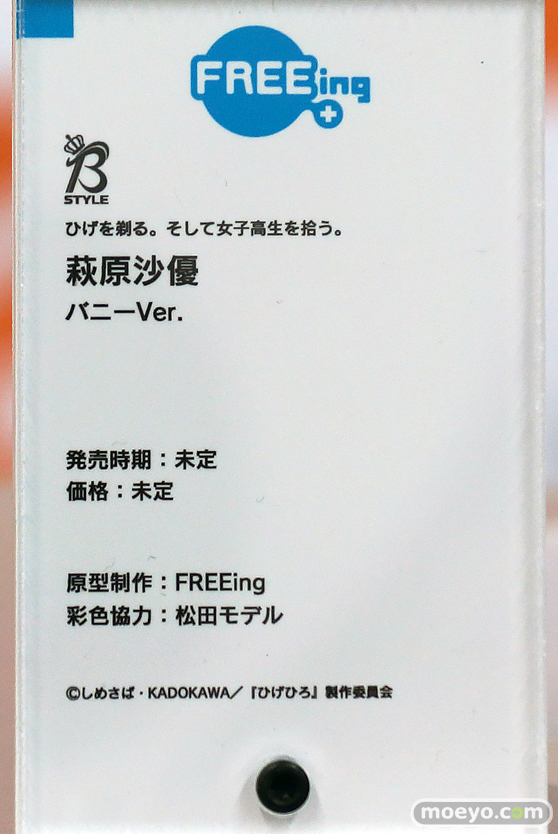 FREEing
B
STYLE
ひげを剃る。そして女子高生を拾う。
萩原沙優
バニーVer.
発売時期：未定
価格：未定
原型制作：FREEing
彩色協力：松田モデル
©しめさば・KADOKAWA／『ひげひろ』製作委員会
moeyo.com